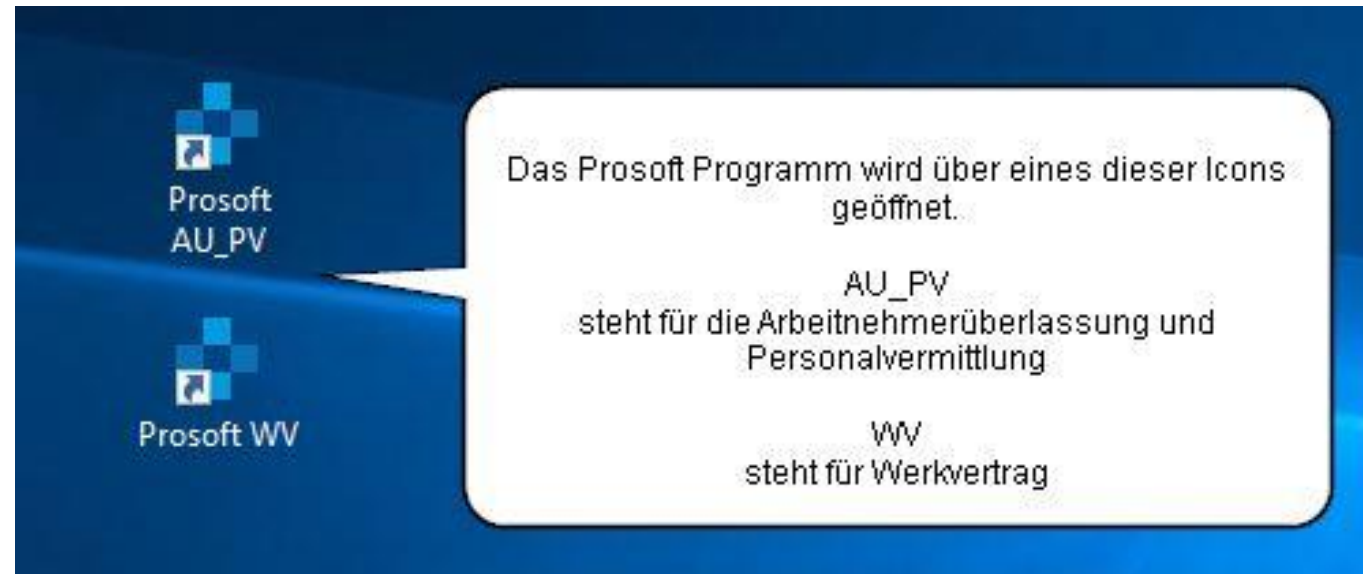 Prosoft
AU_PV
Prosoft WV
Das Prosoft Programm wird über eines dieser Icons
geöffnet.
AU_PV
steht für die Arbeitnehmerüberlassung und
Personalvermittlung
WV
steht für Werkvertrag